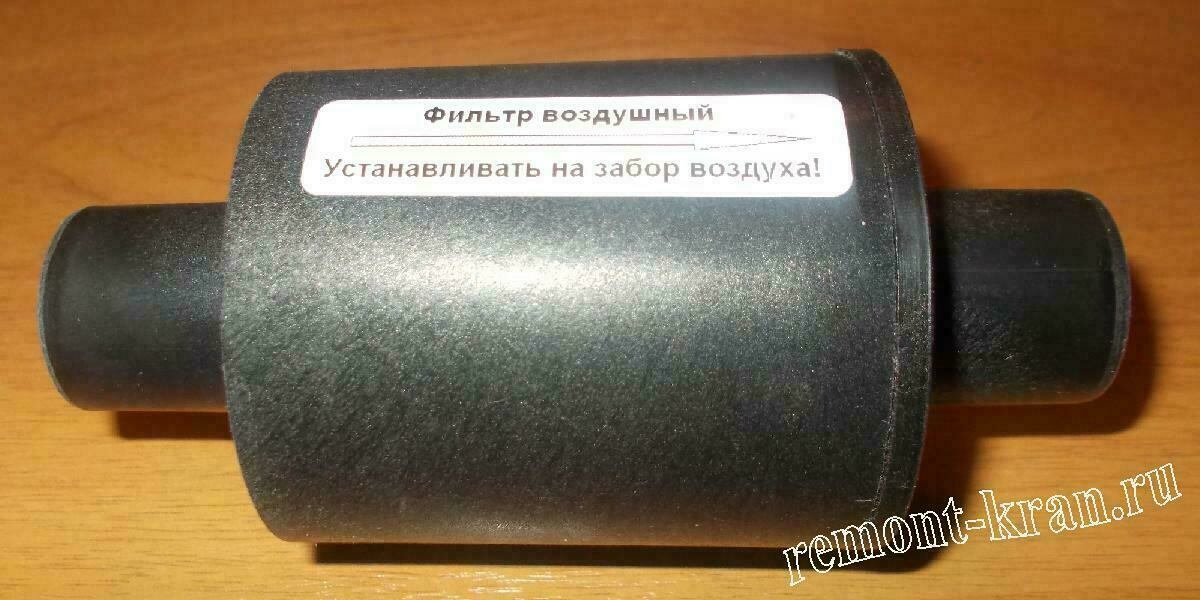 Фильтр воздушный
Устанавливать на забор воздуха!
remont-kran.ru